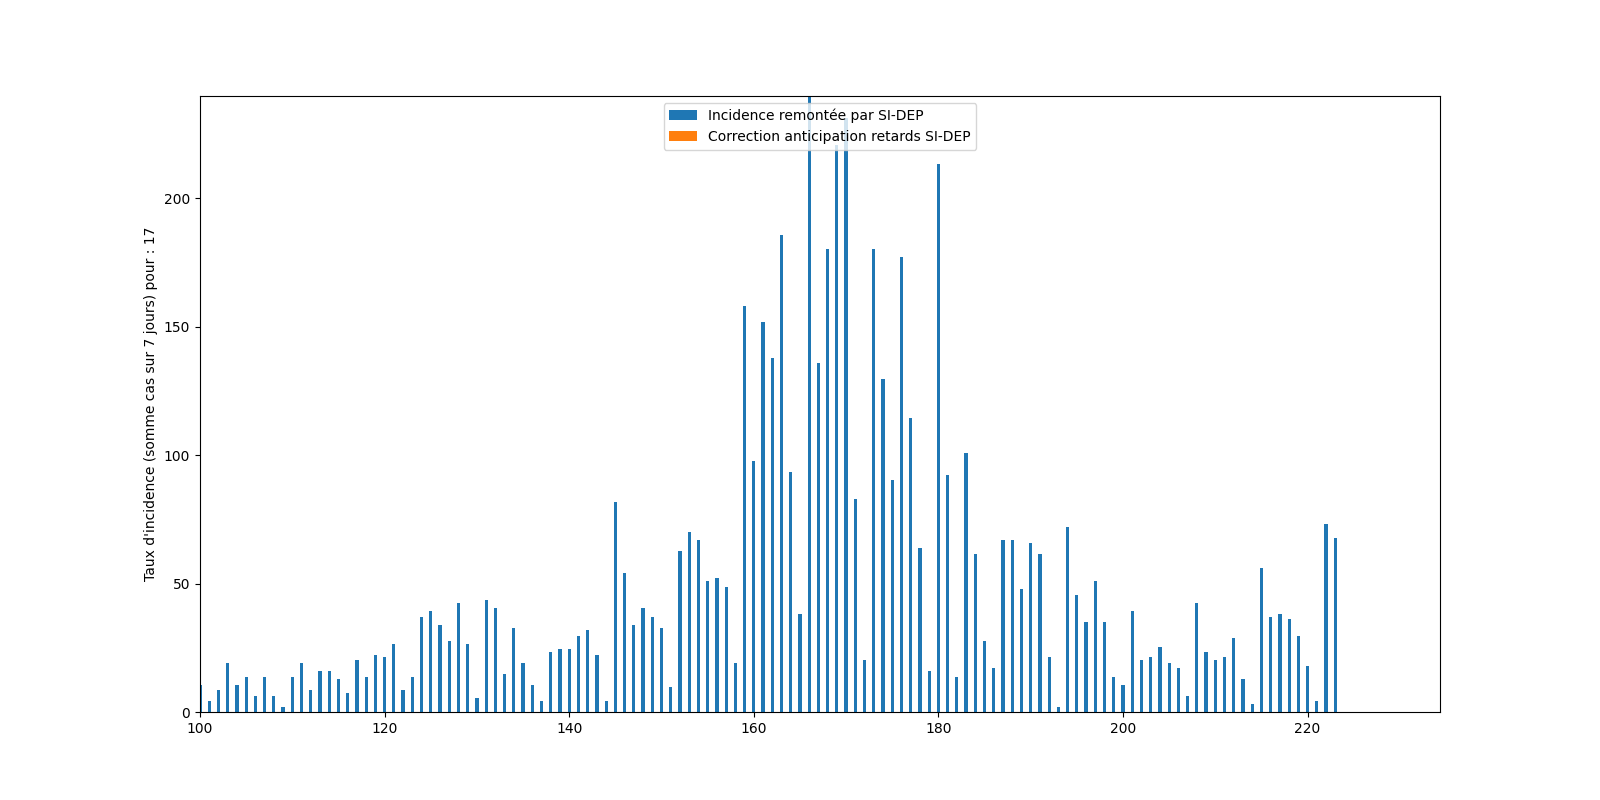 Incidence remontée par SI-DEP
Correction anticipation retards SI-DEP
Taux d'incidence (somme cas sur 7 jours) pour : 17
200
150
100
50
0
100 120 140 160 180 200 220